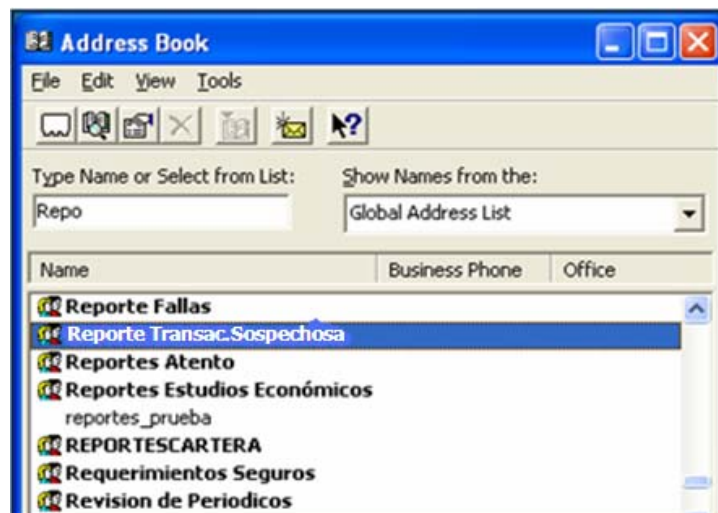 Address Book
File Edit View Tools
Type Name or Select from List: Show Names from the:
Repo Global Address List
Name Business Phone Office
Reporte Fallas
Reporte Transac.Sospechosa
Reportes Atento
Reportes Estudios Económicos
reportes_prueba
REPORTESCARTERA
Requerimientos Seguros
Revision de Periodicos